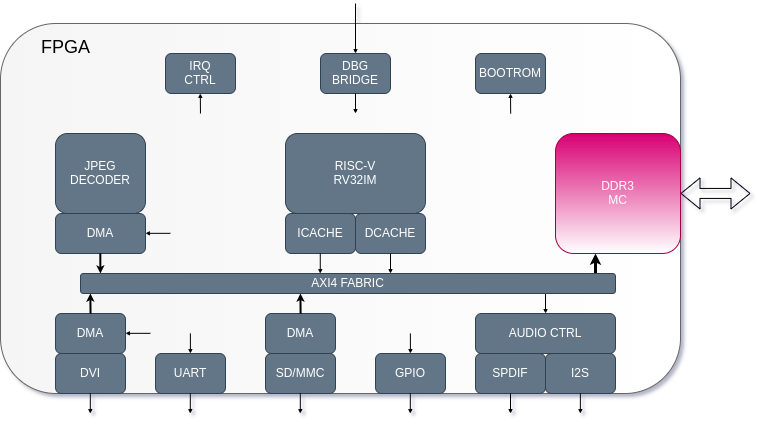 FPGA
IRQ
CTRL
DBG
BRIDGE
BOOTROM
JPEG
DECODER
DMA
RISC-V
RV32IM
ICACHE
DCACHE
DDR3
MC
AXI4 FABRIC
DMA
DVI
UART
DMA
SD/MMC
GPIO
AUDIO CTRL
SPDIF
I2S